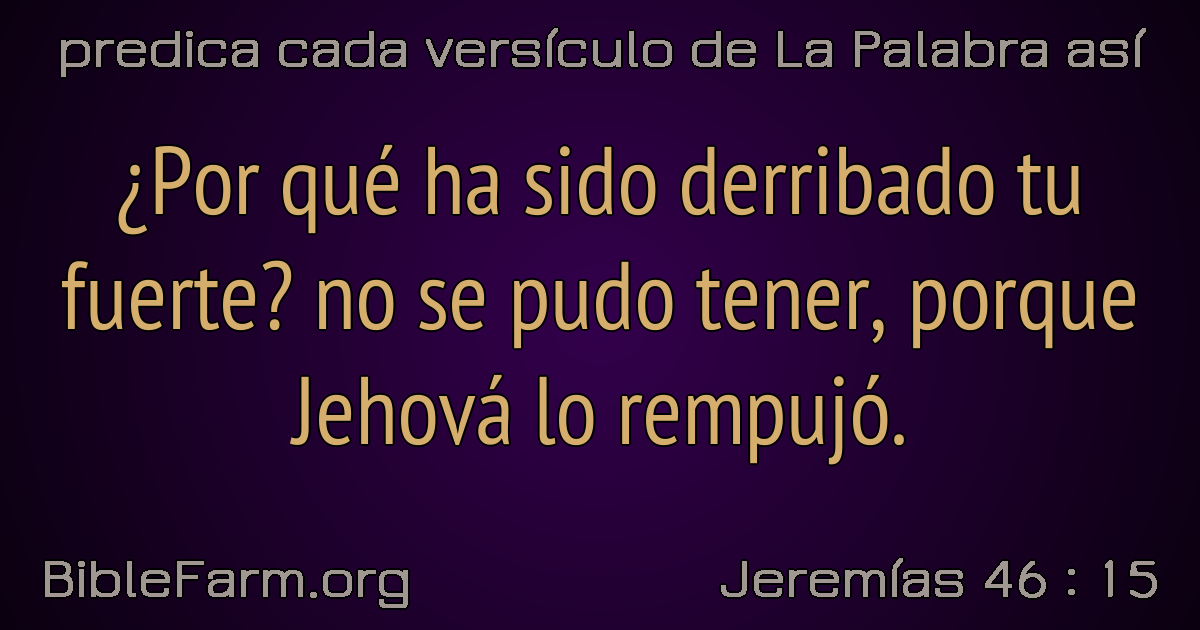 predica cada versículo de La Palabra así
¿Por qué ha sido derribado tu
fuerte? no se pudo tener, porque
Jehová lo rempujó.
BibleFarm.org
Jeremías 46 : 15